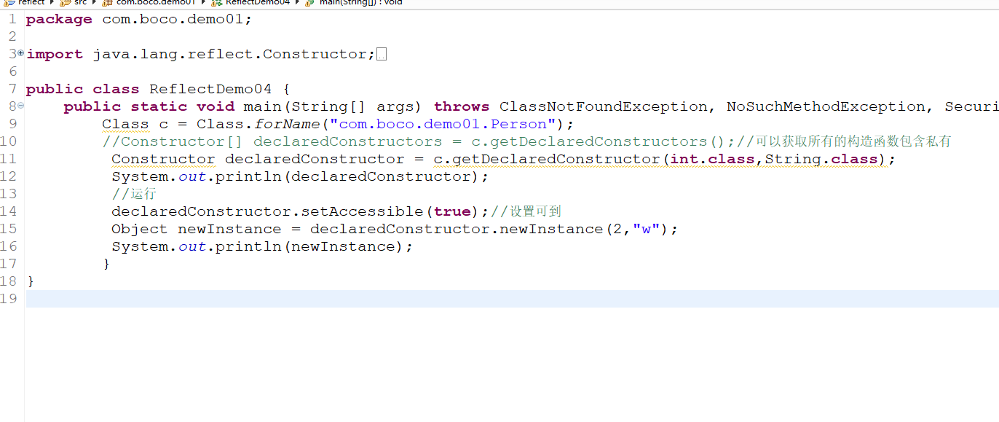 reflect src com.boco.demo01 ReflectDemo04 main(String[]) : void
1 package com.boco.demo01;
2
3 import java.lang.reflect.Constructor;
6
7 public class ReflectDemo04 {
8 public static void main(String[] args) throws ClassNotFoundException, NoSuchMethodException, Securi
9 Class c = Class.forName("com.boco.demo01.Person");
10 //Constructor[] declaredConstructors = c.getDeclaredConstructors();//可以获取所有的构造函数包含私有
11 Constructor declaredConstructor = c.getDeclaredConstructor(int.class,String.class);
12 System.out.println(declaredConstructor);
13 //运行
14 declaredConstructor.setAccessible(true);//设置可到
15 Object newInstance = declaredConstructor.newInstance(2,"w");
16 System.out.println(newInstance);
17 }
18 }
19